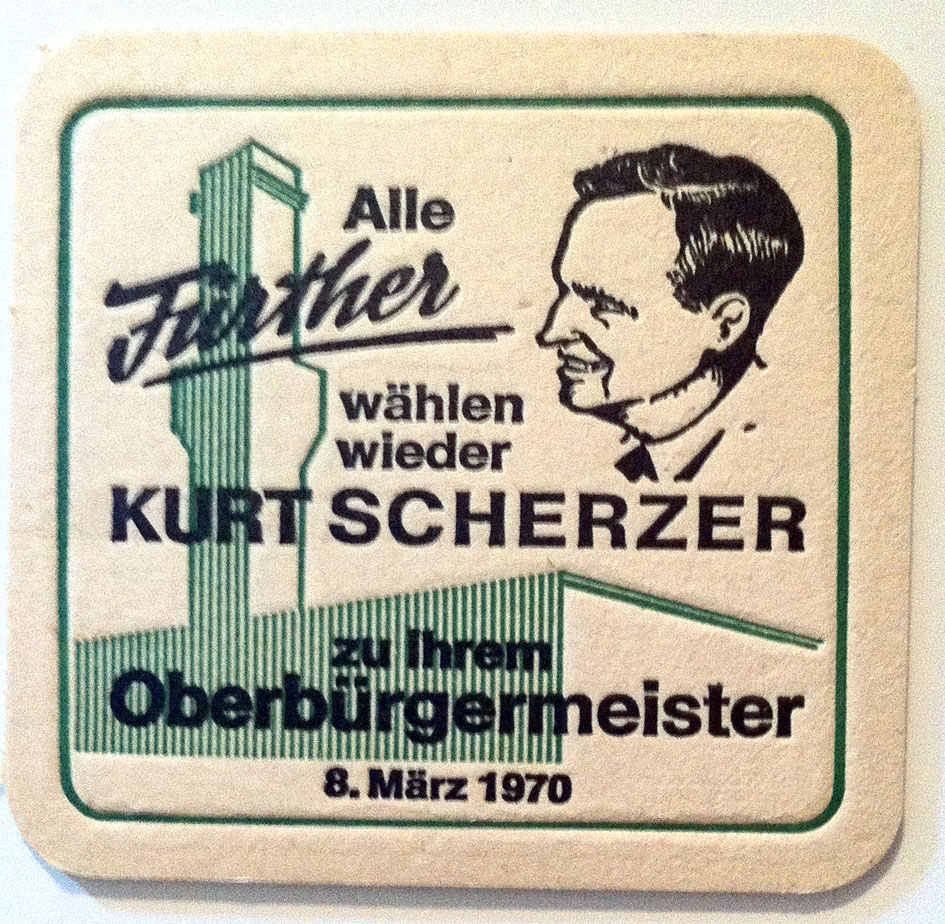 Alle
Fürther
wählen
wieder
KURT SCHERZER
zu ihrem
Oberbürgermeister
8. März 1970